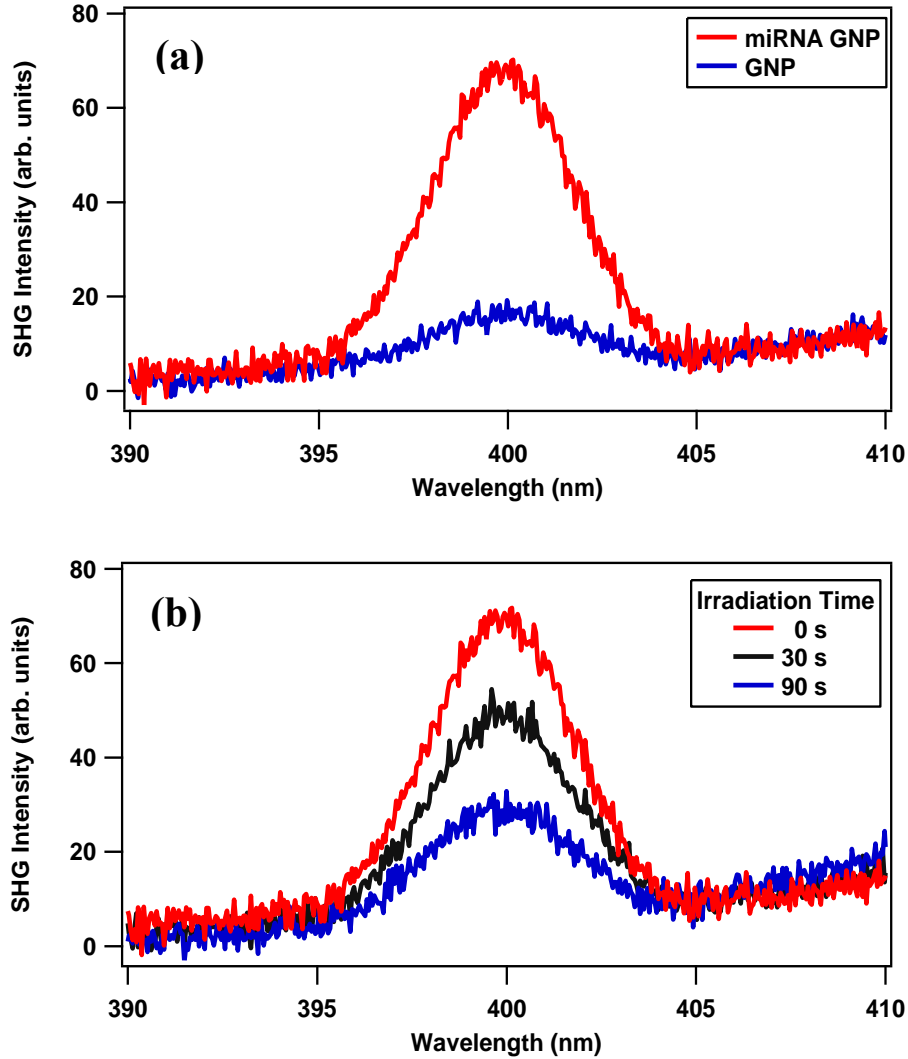 (a)
miRNA GNP
GNP
SHG Intensity (arb. units)
80
60
40
20
0
390
395
400
405
410
Wavelength (nm)
(b)
Irradiation Time
0 s
30 s
90 s
SHG Intensity (arb. units)
80
60
40
20
0
390
395
400
405
410
Wavelength (nm)